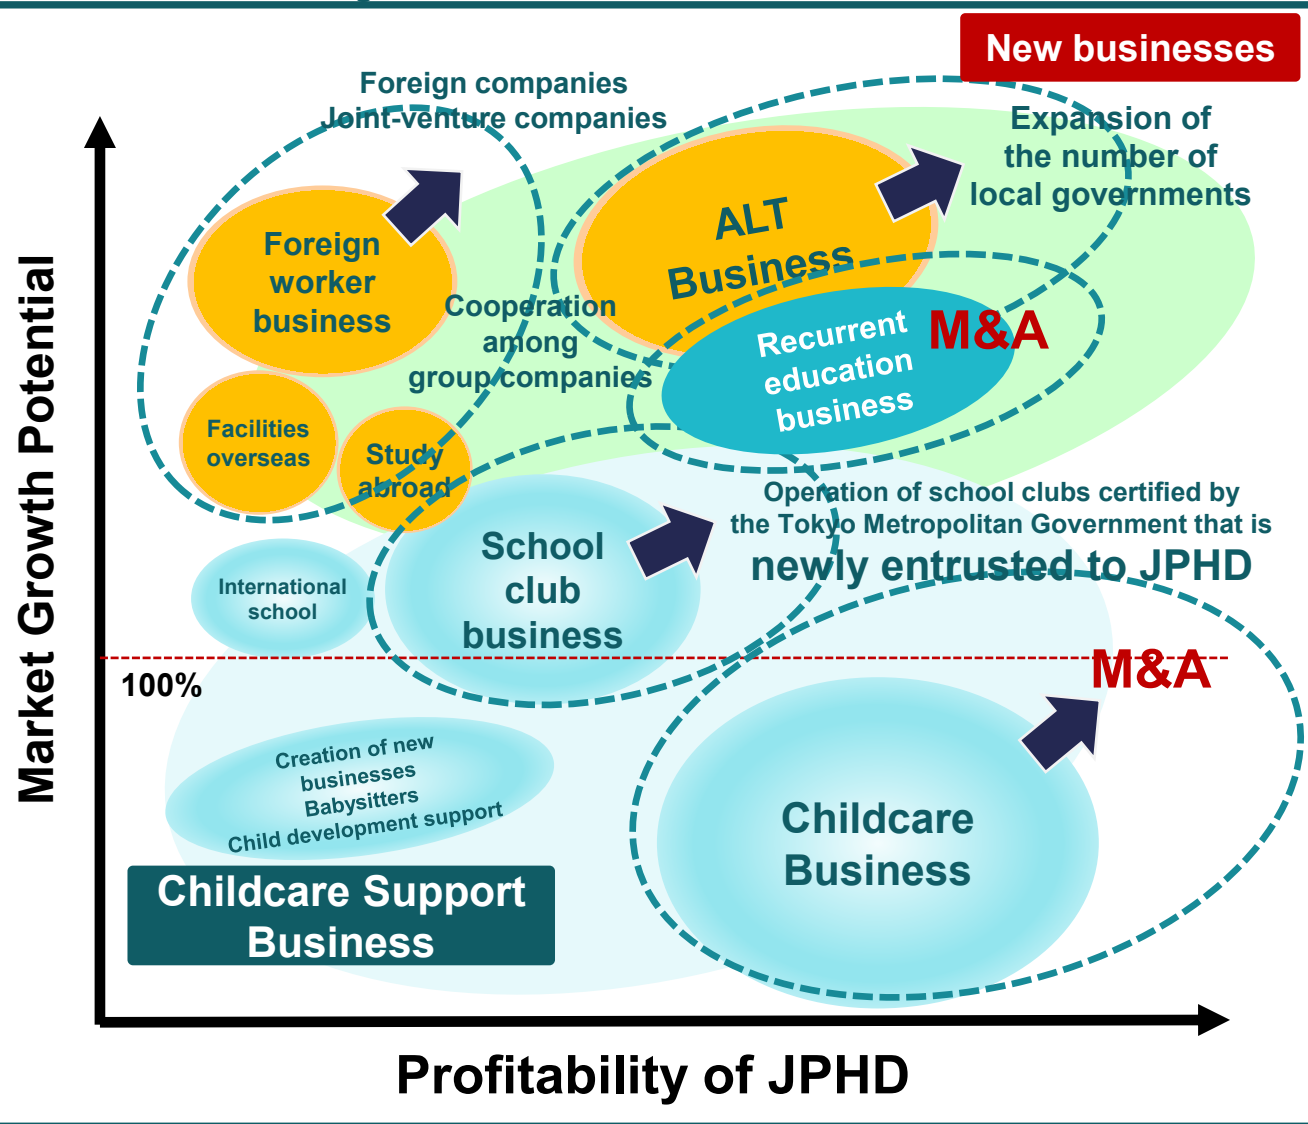 New businesses
Foreign companies
Joint-venture companies
Expansion of
the number of
local governments
ALT
Business
Foreign
worker
business
Cooperation
among
group companies
Recurrent
education
business
M&A
Facilities
overseas
Study
abroad
Operation of school clubs certified by
the Tokyo Metropolitan Government that is
newly entrusted to JPHD
School
club
business
International
school
100%
M&A
Creation of new
businesses
Babysitters
Child development support
Childcare
Business
Childcare Support
Business
Market Growth Potential
Profitability of JPHD